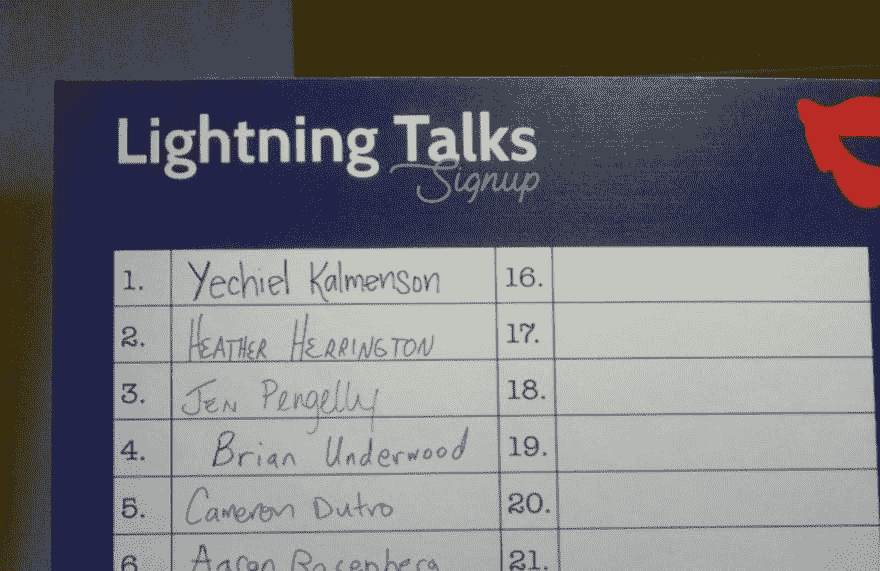 Lightning Talks
Signup
1. Yechiel Kalmenson 16.
2. HEATHER HERRINGTON 17.
3. JEN Pengelly 18.
4. Brian Underwood 19.
5. Cameron Dutro 20.
6 Aaron Rosenberg 21.